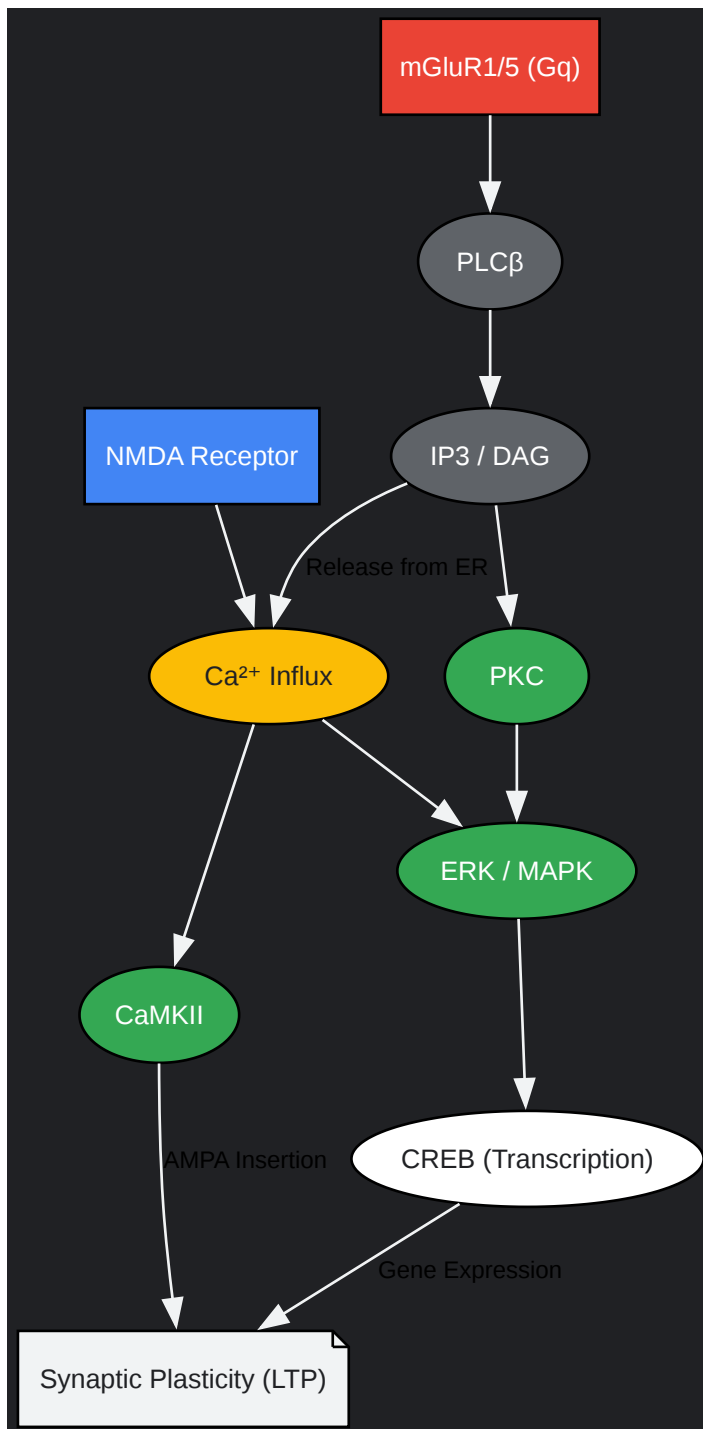 mGluR1/5 (Gq)
PLCβ
NMDA Receptor
IP3 / DAG
Release from ER
Ca²⁺ Influx
PKC
ERK / MAPK
CaMKII
AMPA Insertion
CREB (Transcription)
Gene Expression
Synaptic Plasticity (LTP)